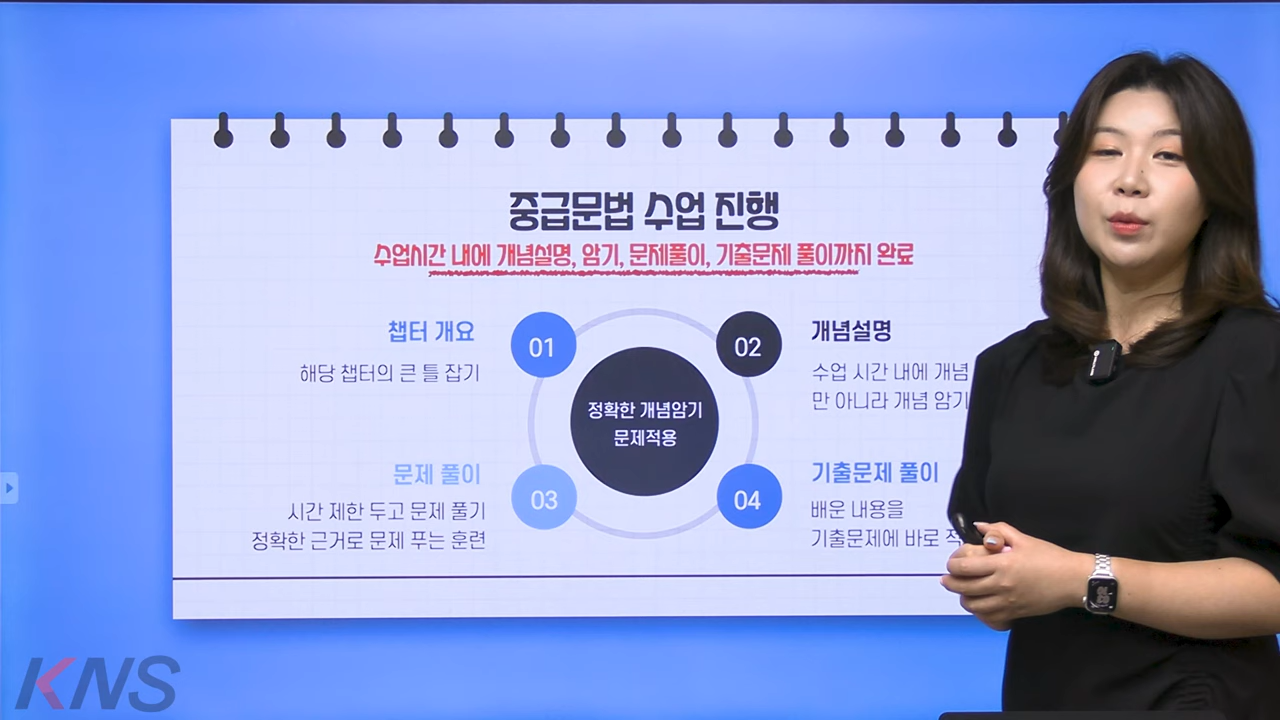 중급문법 수업 진행
수업시간 내에 개념설명, 암기, 문제풀이, 기출문제 풀이까지 완료
챕터 개요
01
해당 챕터의 큰 틀 잡기
02
개념설명
수업 시간 내에 개념
만 아니라 개념 암기
정확한 개념암기
문제적용
문제 풀이
03
시간 제한 두고 문제 풀기
정확한 근거로 문제 푸는 훈련
04
기출문제 풀이
배운 내용을
기출문제에 바로
KNS